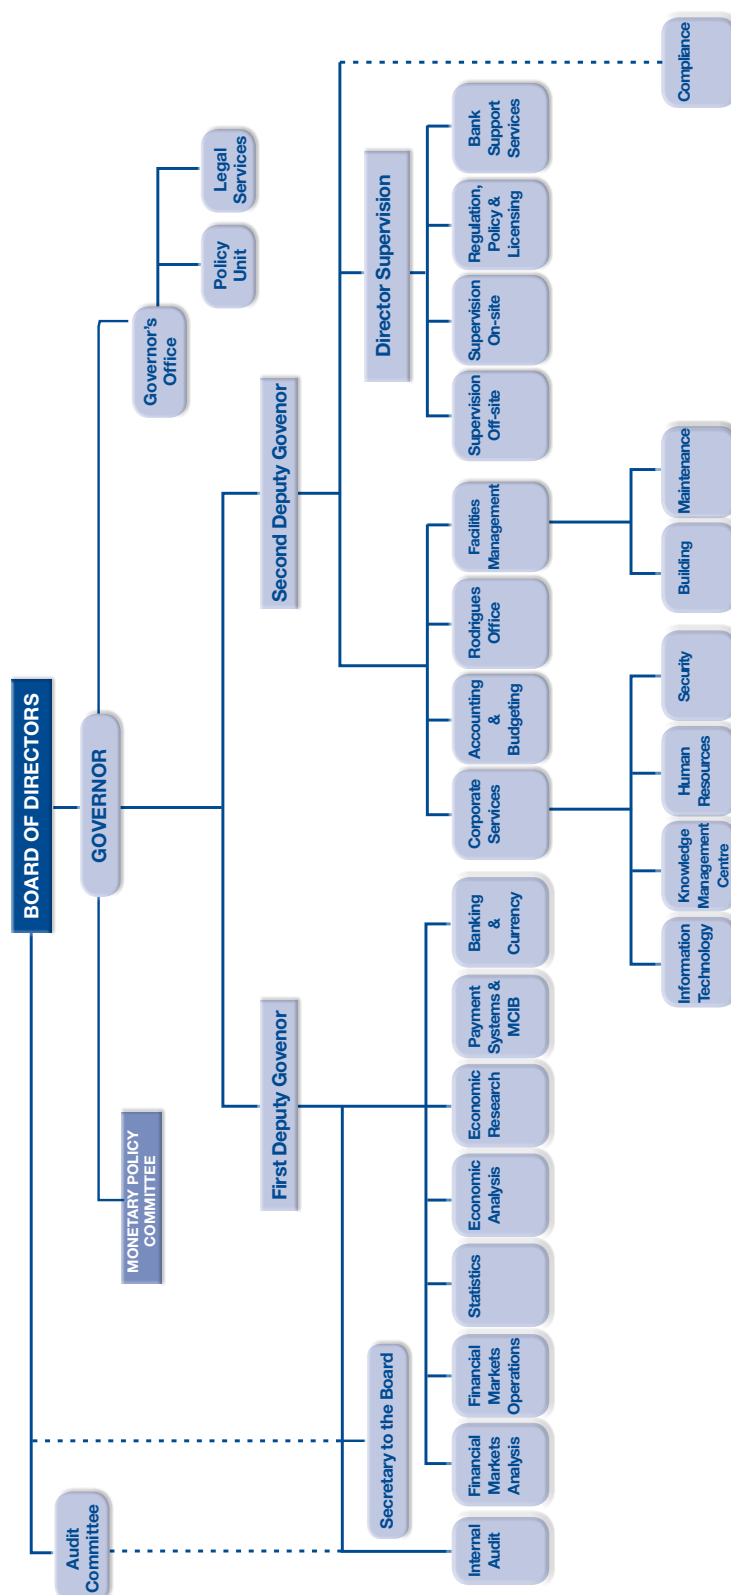 BOARD OF DIRECTORS
GOVERNOR
MONETARY POLICY
COMMITTEE
Governor's
Office
Policy
Unit
Legal
Services
Audit
Committee
Secretary to the Board
First Deputy Govenor
Second Deputy Govenor
Director Supervision
Internal
Audit
Financial
Markets
Analysis
Financial
Markets
Operations
Statistics
Economic
Analysis
Economic
Research
Payment
Systems &
MCIB
Banking
&
Currency
Corporate
Services
Accounting
&
Budgeting
Rodrigues
Office
Facilities
Management
Supervision
Off-site
Supervision
On-site
Regulation,
Policy &
Licensing
Bank
Support
Services
Information
Technology
Knowledge
Management
Centre
Human
Resources
Security
Building
Maintenance
Compliance